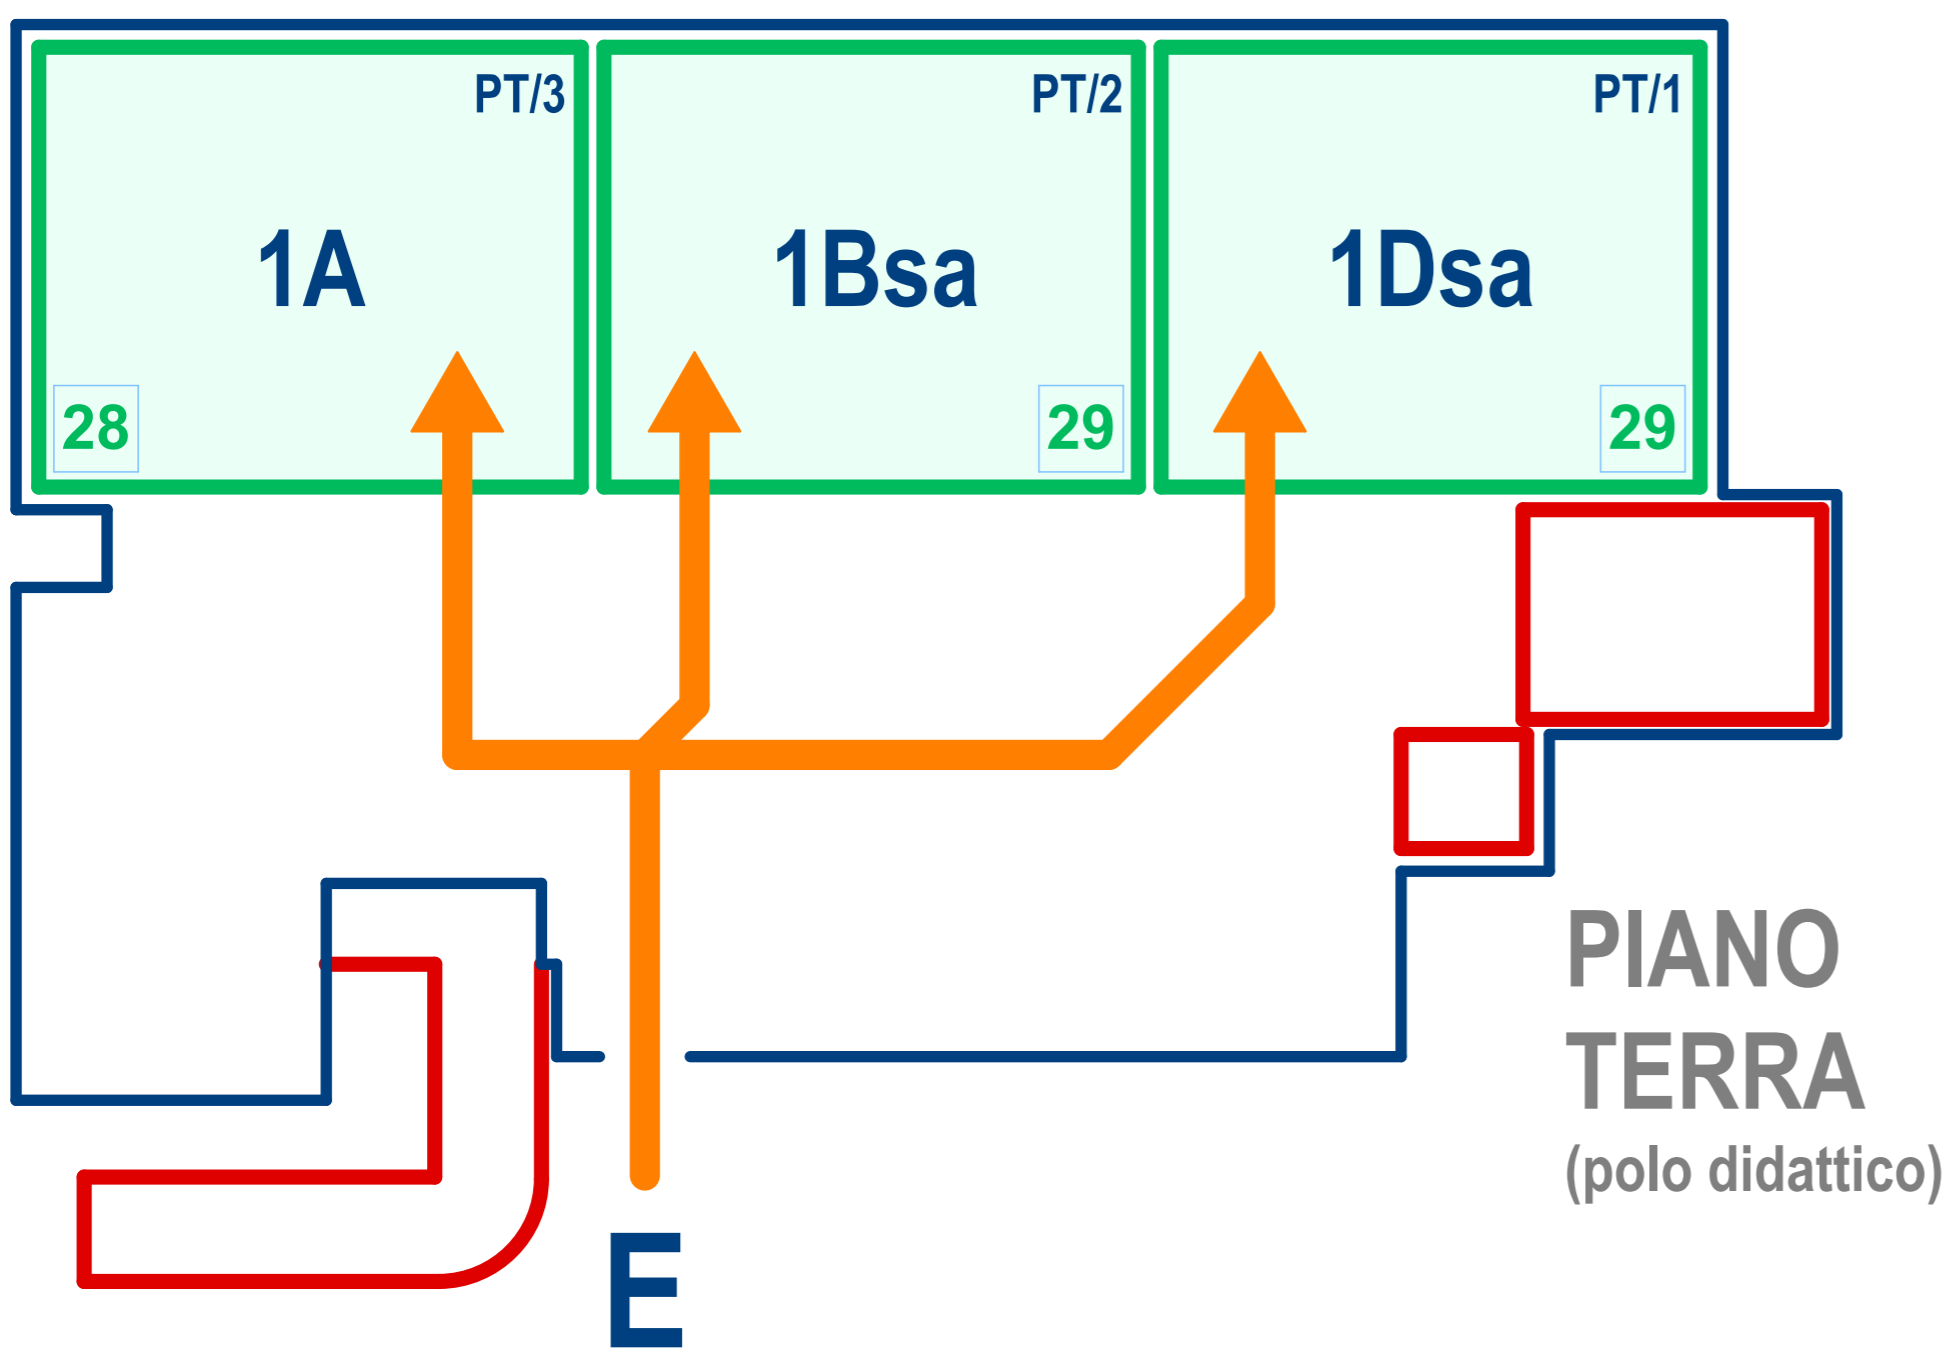 PT/3
1A
28
PT/2
1Bsa
29
PT/1
1Dsa
29
PIANO
TERRA
(polo didattico)
E